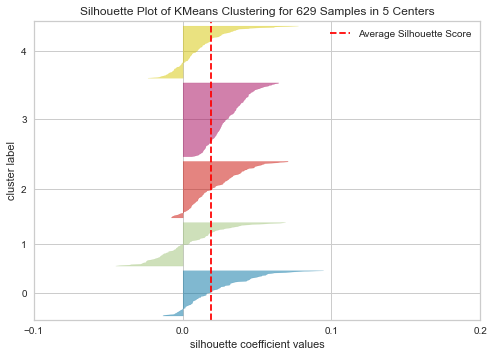 Silhouette Plot of KMeans Clustering for 629 Samples in 5 Centers
Average Silhouette Score
4
3
2
1
0
cluster label
−0.1 0.0 0.1 0.2
silhouette coefficient values